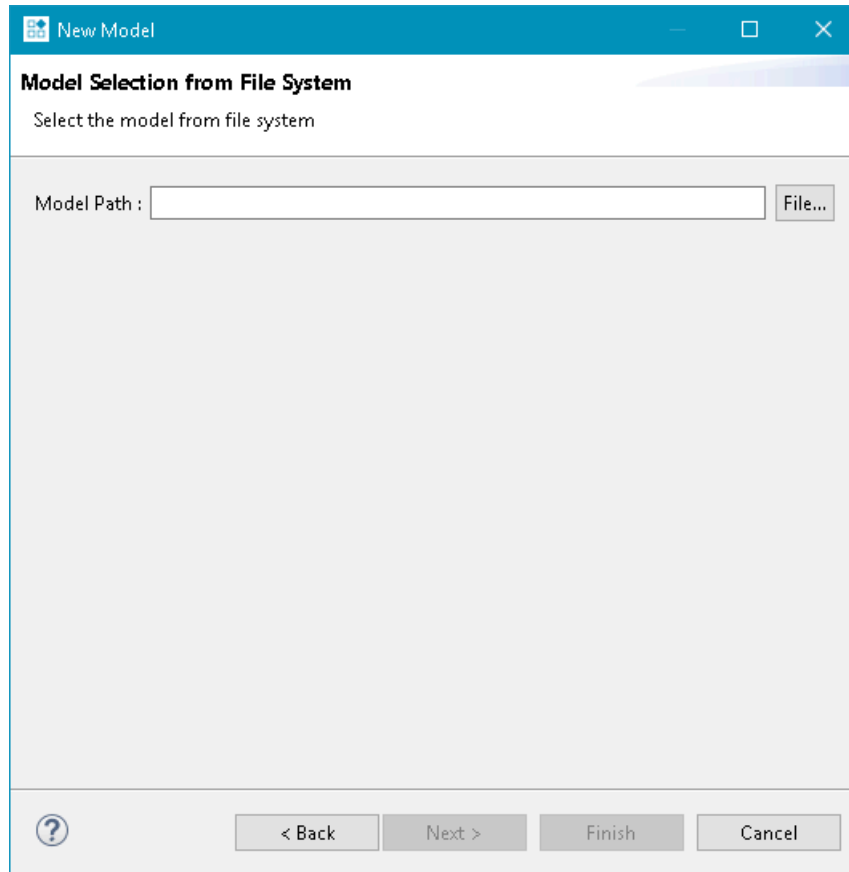 New Model
Model Selection from File System
Select the model from file system
Model Path :
File...
?
< Back
Next >
Finish
Cancel